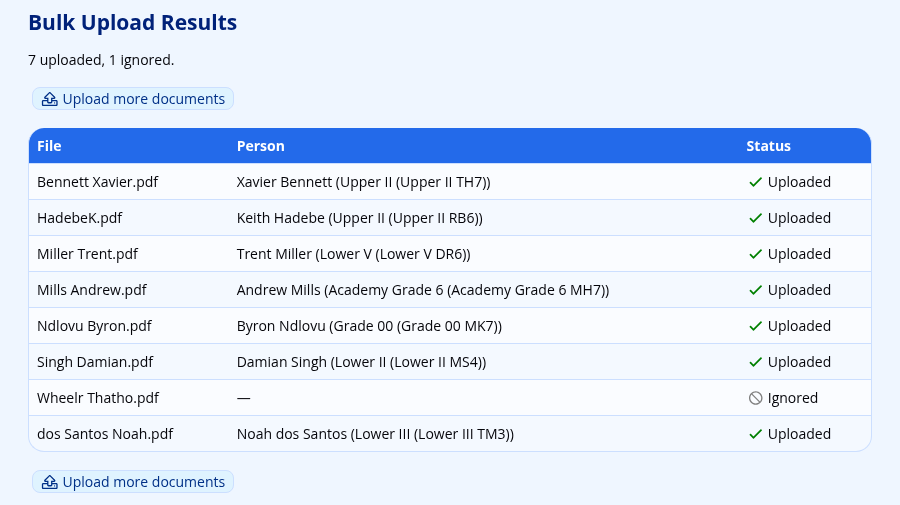 Bulk Upload Results
7 uploaded, 1 ignored.
Upload more documents
File Person Status
Bennett Xavier.pdf Xavier Bennett (Upper II (Upper II TH7)) Uploaded
HadebeK.pdf Keith Hadebe (Upper II (Upper II RB6)) Uploaded
Miller Trent.pdf Trent Miller (Lower V (Lower V DR6)) Uploaded
Mills Andrew.pdf Andrew Mills (Academy Grade 6 (Academy Grade 6 MH7)) Uploaded
Ndlovu Byron.pdf Byron Ndlovu (Grade 00 (Grade 00 MK7)) Uploaded
Singh Damian.pdf Damian Singh (Lower II (Lower II MS4)) Uploaded
Wheelr Thatho.pdf — Ignored
dos Santos Noah.pdf Noah dos Santos (Lower III (Lower III TM3)) Uploaded
Upload more documents